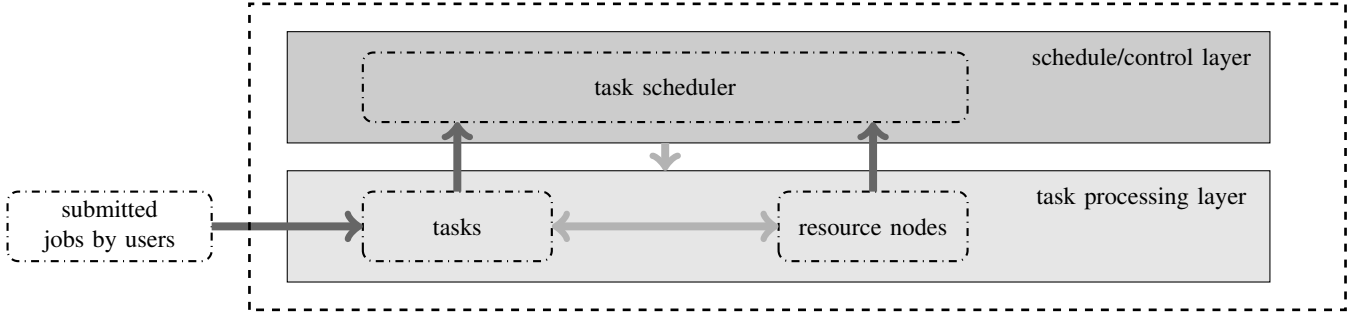 schedule/control layer
task scheduler
task processing layer
submitted
jobs by users
tasks
resource nodes